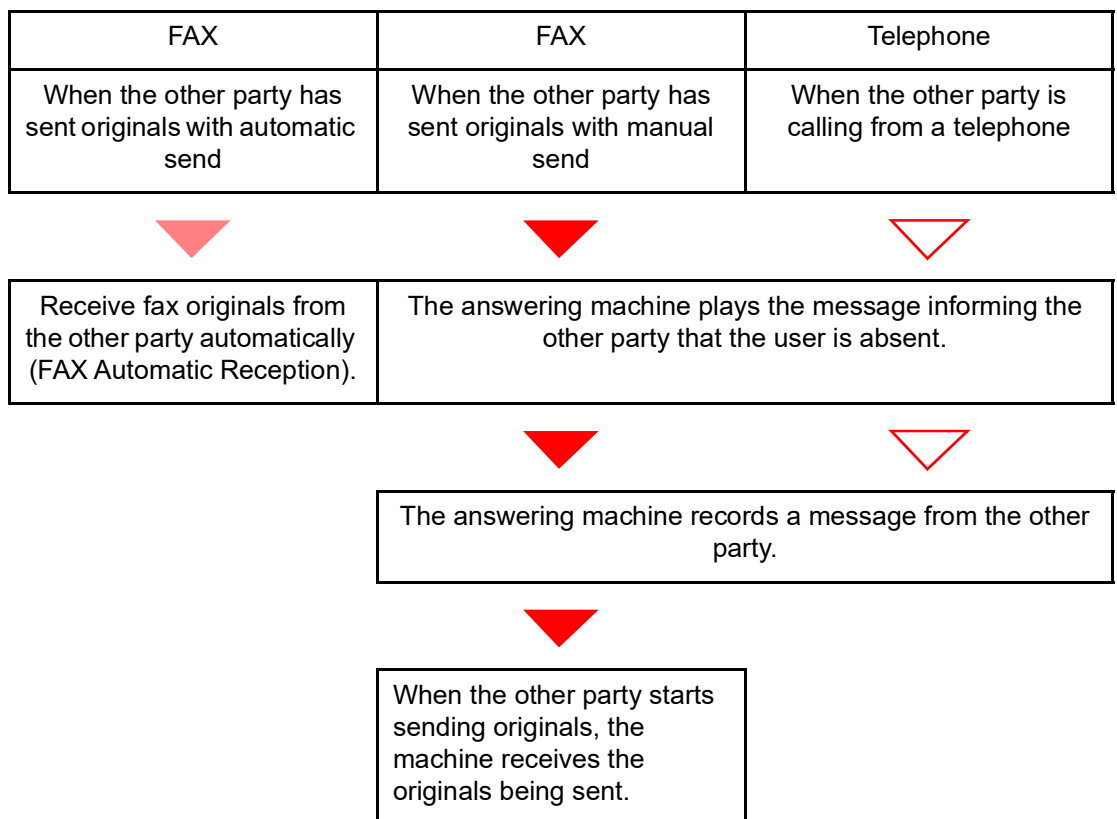 FAX
FAX
Telephone
When the other party has
sent originals with automatic
send
When the other party has
sent originals with manual
send
When the other party is
calling from a telephone
Receive fax originals from
the other party automatically
(FAX Automatic Reception).
The answering machine plays the message informing the
other party that the user is absent.
The answering machine records a message from the other
party.
When the other party starts
sending originals, the
machine receives the
originals being sent.